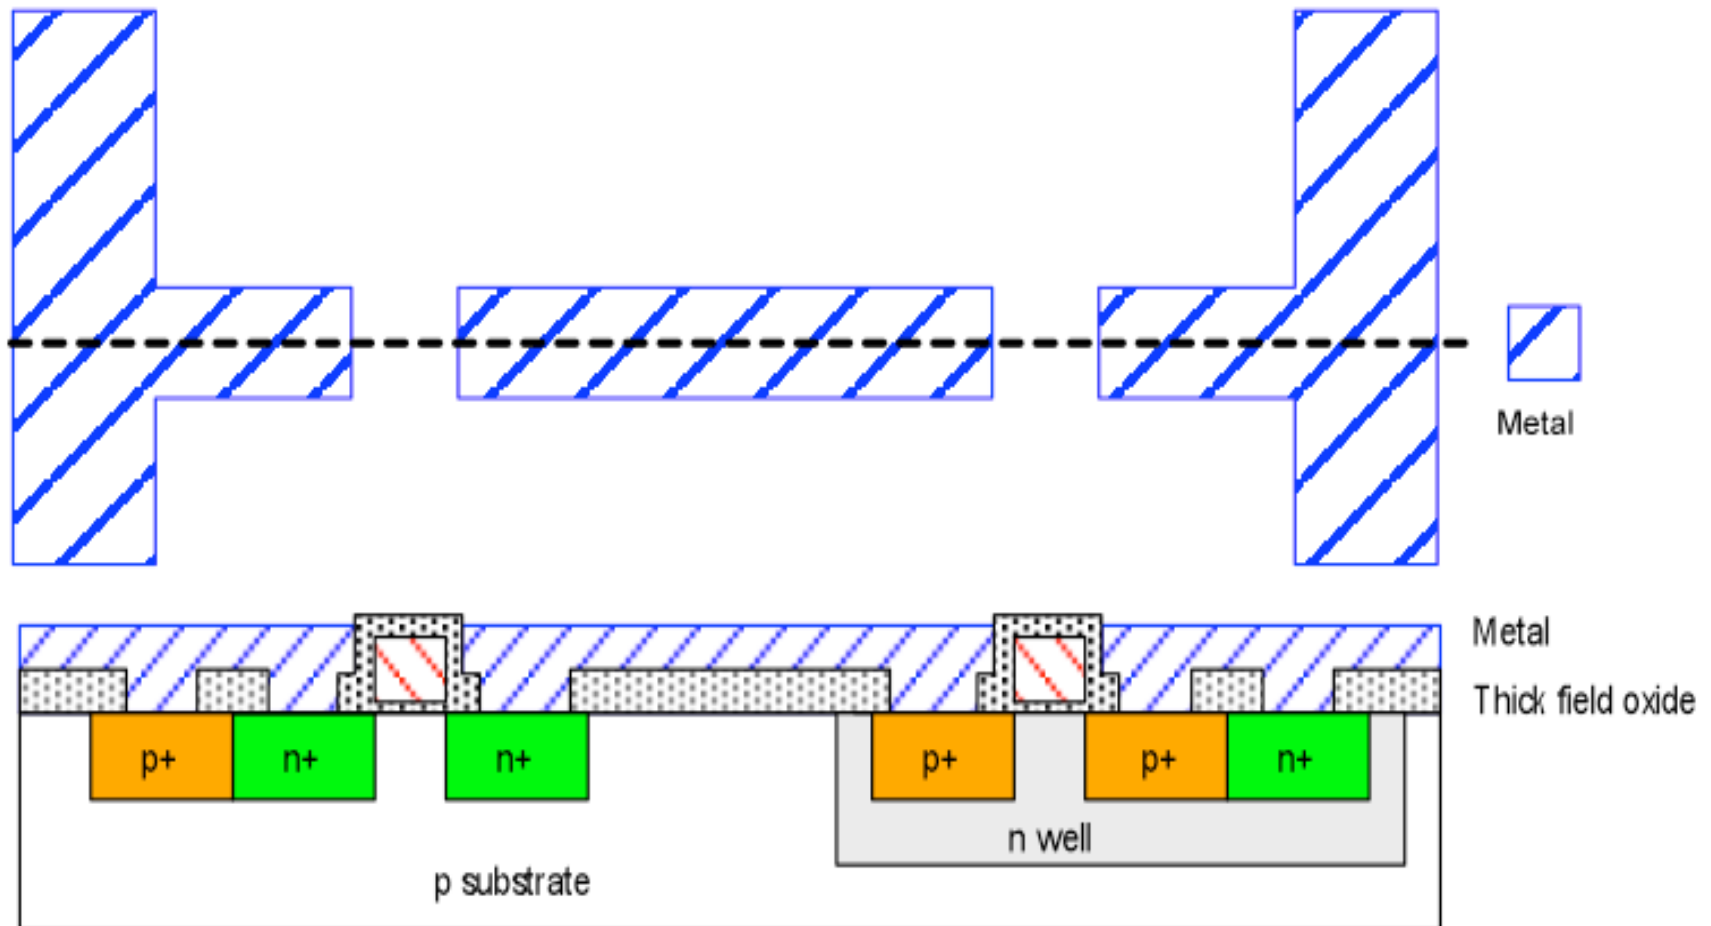 Metal
Metal
Thick field oxide
p+
n+
n+
p+
p+
n+
n well
p substrate